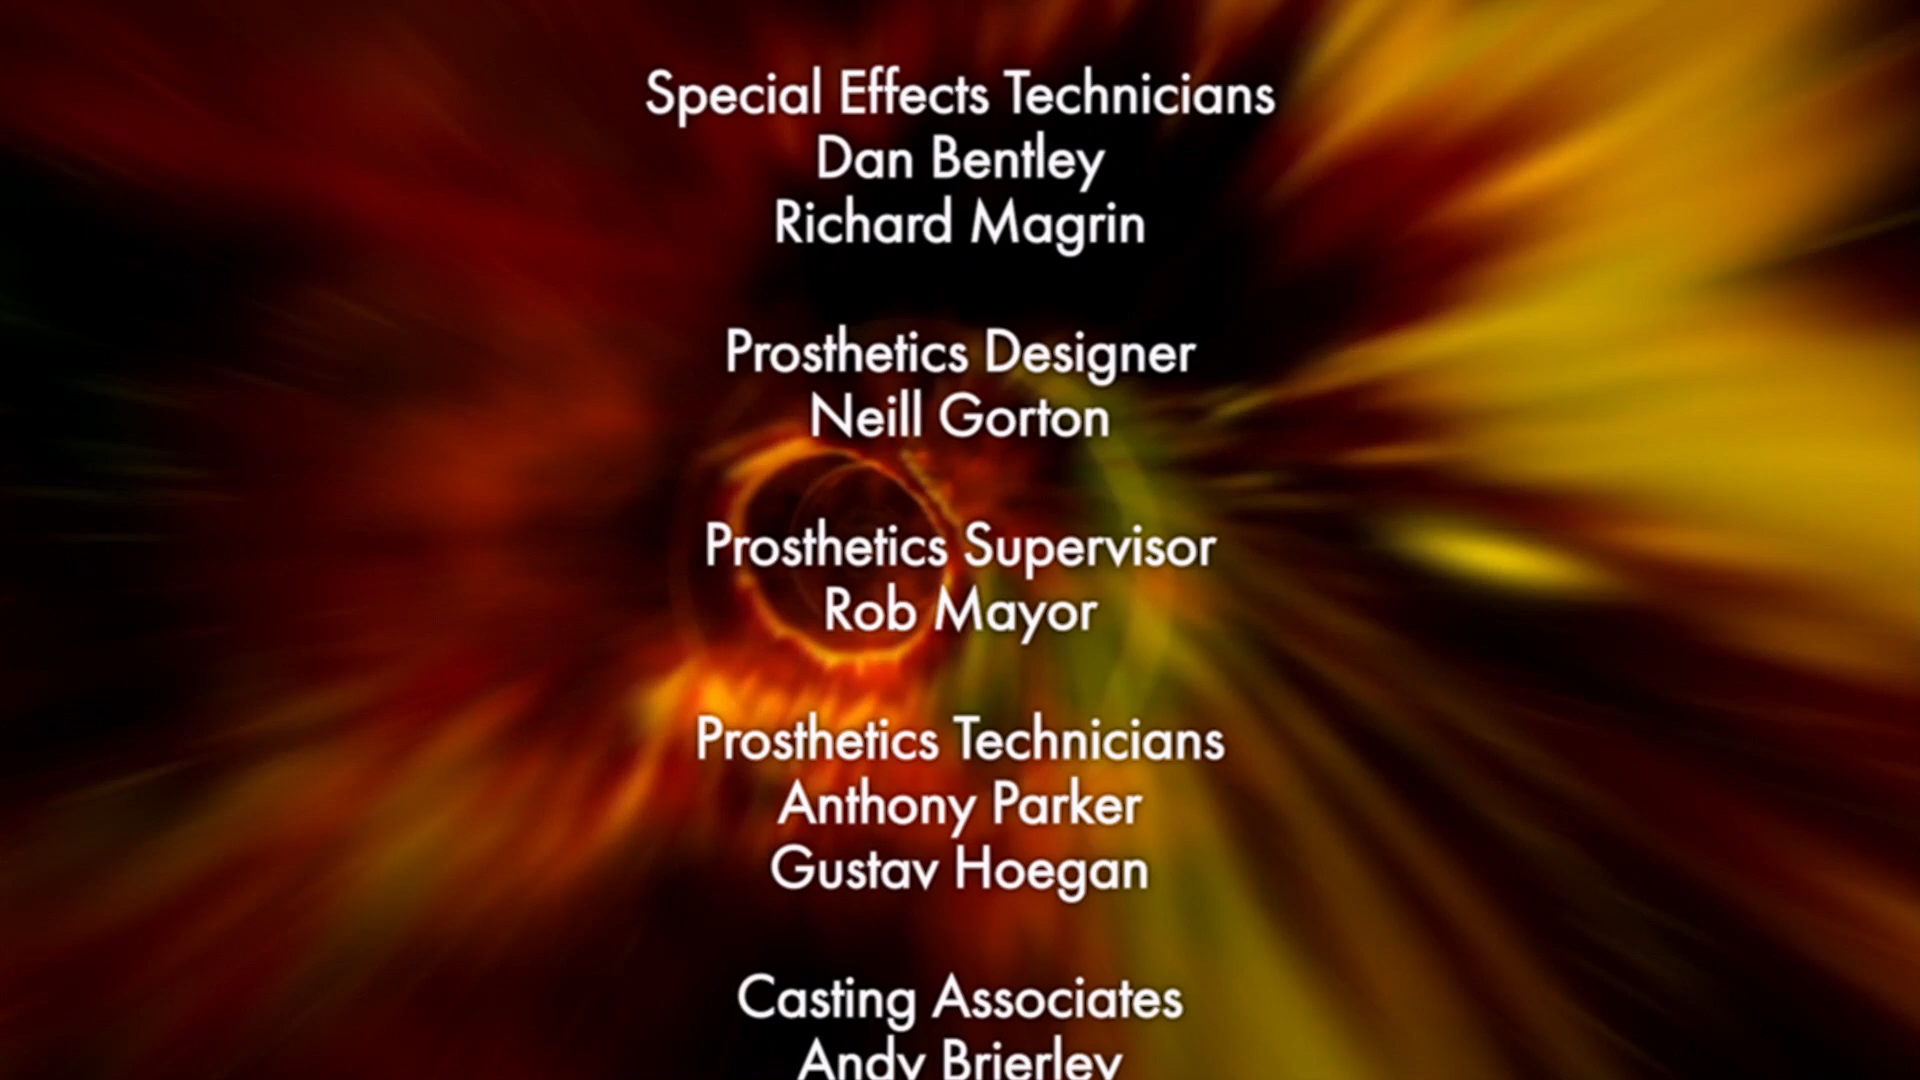 Special Effects Technicians
Dan Bentley
Richard Magrin
Prosthetics Designer
Neill Gorton
Prosthetics Supervisor
Rob Mayor
Prosthetics Technicians
Anthony Parker
Gustav Hoegan
Casting Associates
Andy Brierley